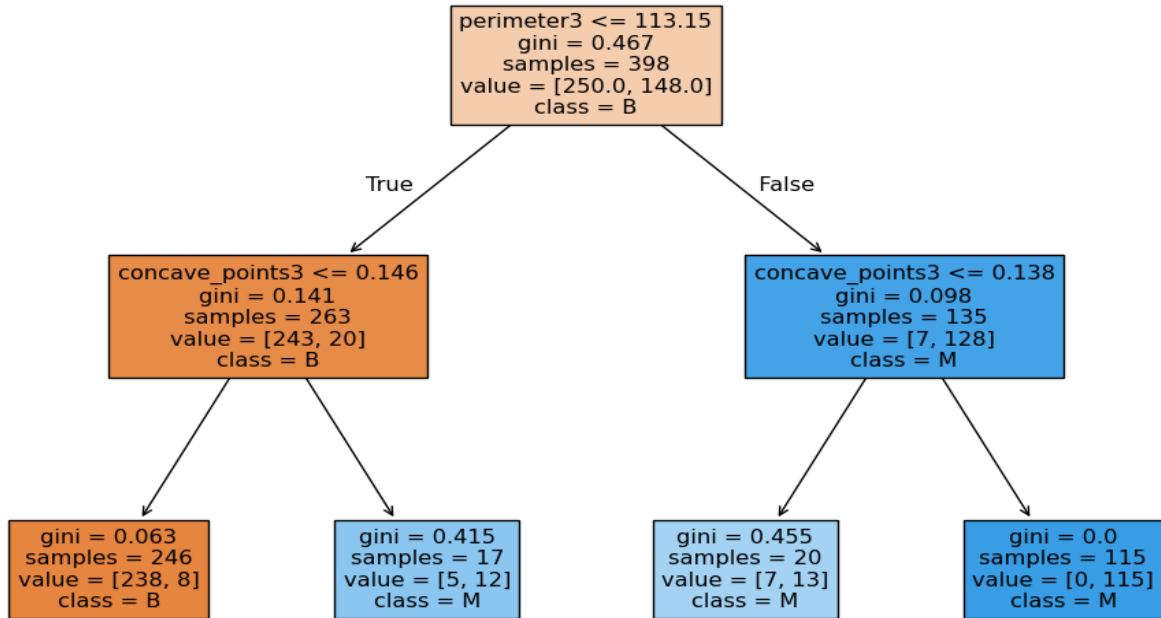 perimeter3 <= 113.15
gini = 0.467
samples = 398
value = [250.0, 148.0]
class = B
True
False
concave_points3 <= 0.146
gini = 0.141
samples = 263
value = [243, 20]
class = B
concave_points3 <= 0.138
gini = 0.098
samples = 135
value = [7, 128]
class = M
gini = 0.063
samples = 246
value = [238, 8]
class = B
gini = 0.415
samples = 17
value = [5, 12]
class = M
gini = 0.455
samples = 20
value = [7, 13]
class = M
gini = 0.0
samples = 115
value = [0, 115]
class = M